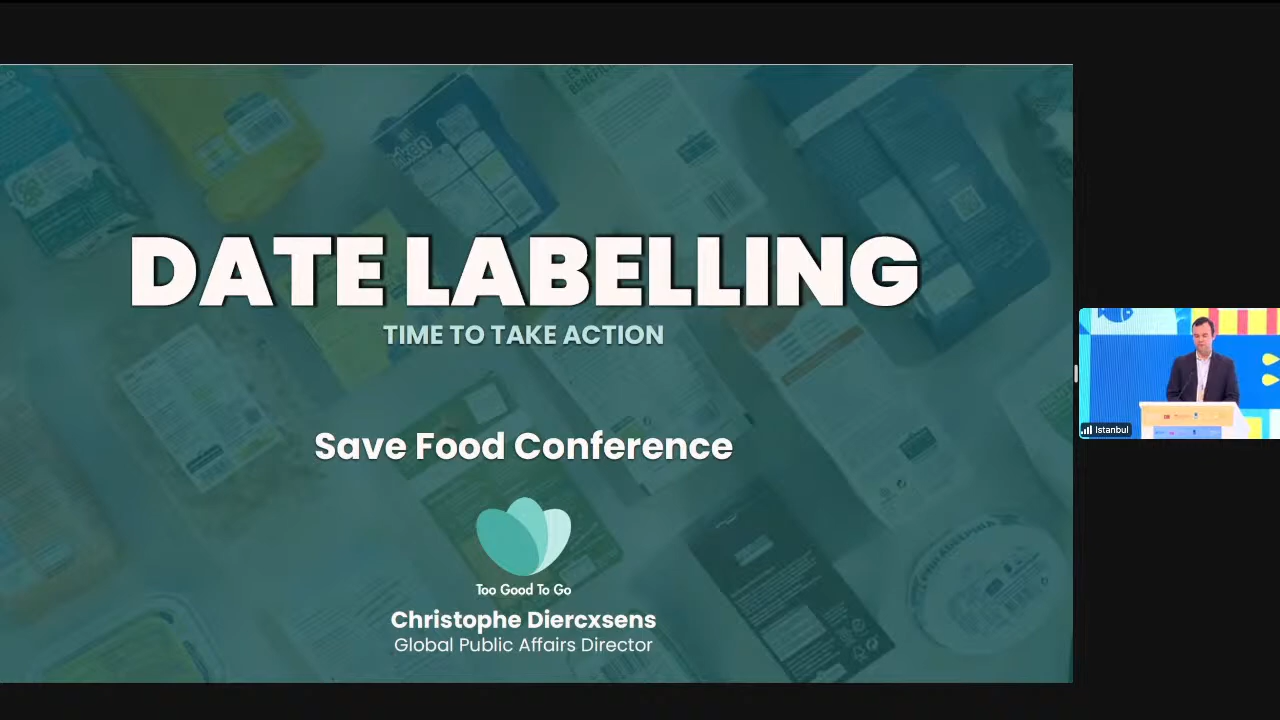 DATE LABELLING
TIME TO TAKE ACTION
Save Food Conference
Too Good To Go
Christophe Diercxsens
Global Public Affairs Director
PHILADELPHIA
Istanbul